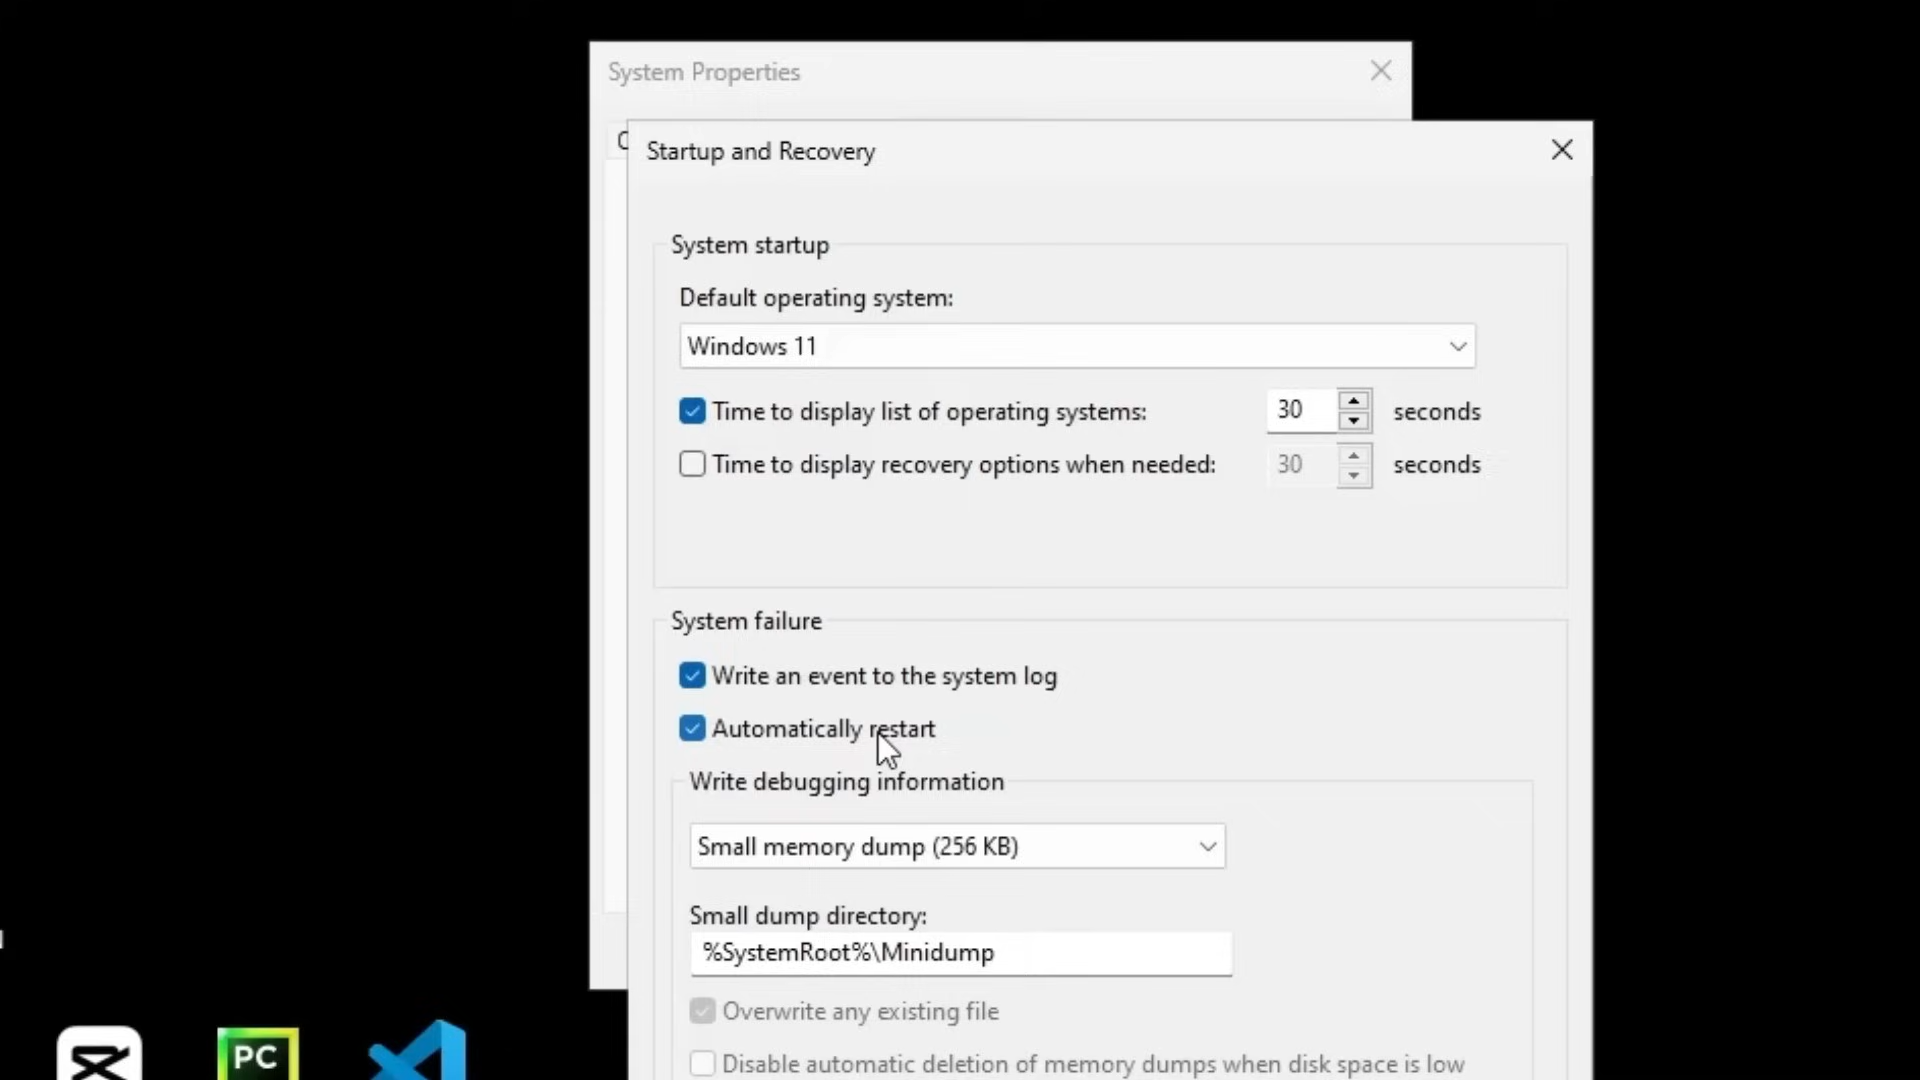 System Properties
Startup and Recovery
System startup
Default operating system:
Windows 11
Time to display list of operating systems: 30 seconds
Time to display recovery options when needed: 30 seconds
System failure
Write an event to the system log
Automatically restart
Write debugging information
Small memory dump (256 KB)
Small dump directory:
%SystemRoot%\Minidump
Overwrite any existing file
Disable automatic deletion of memory dumps when disk space is low
PC